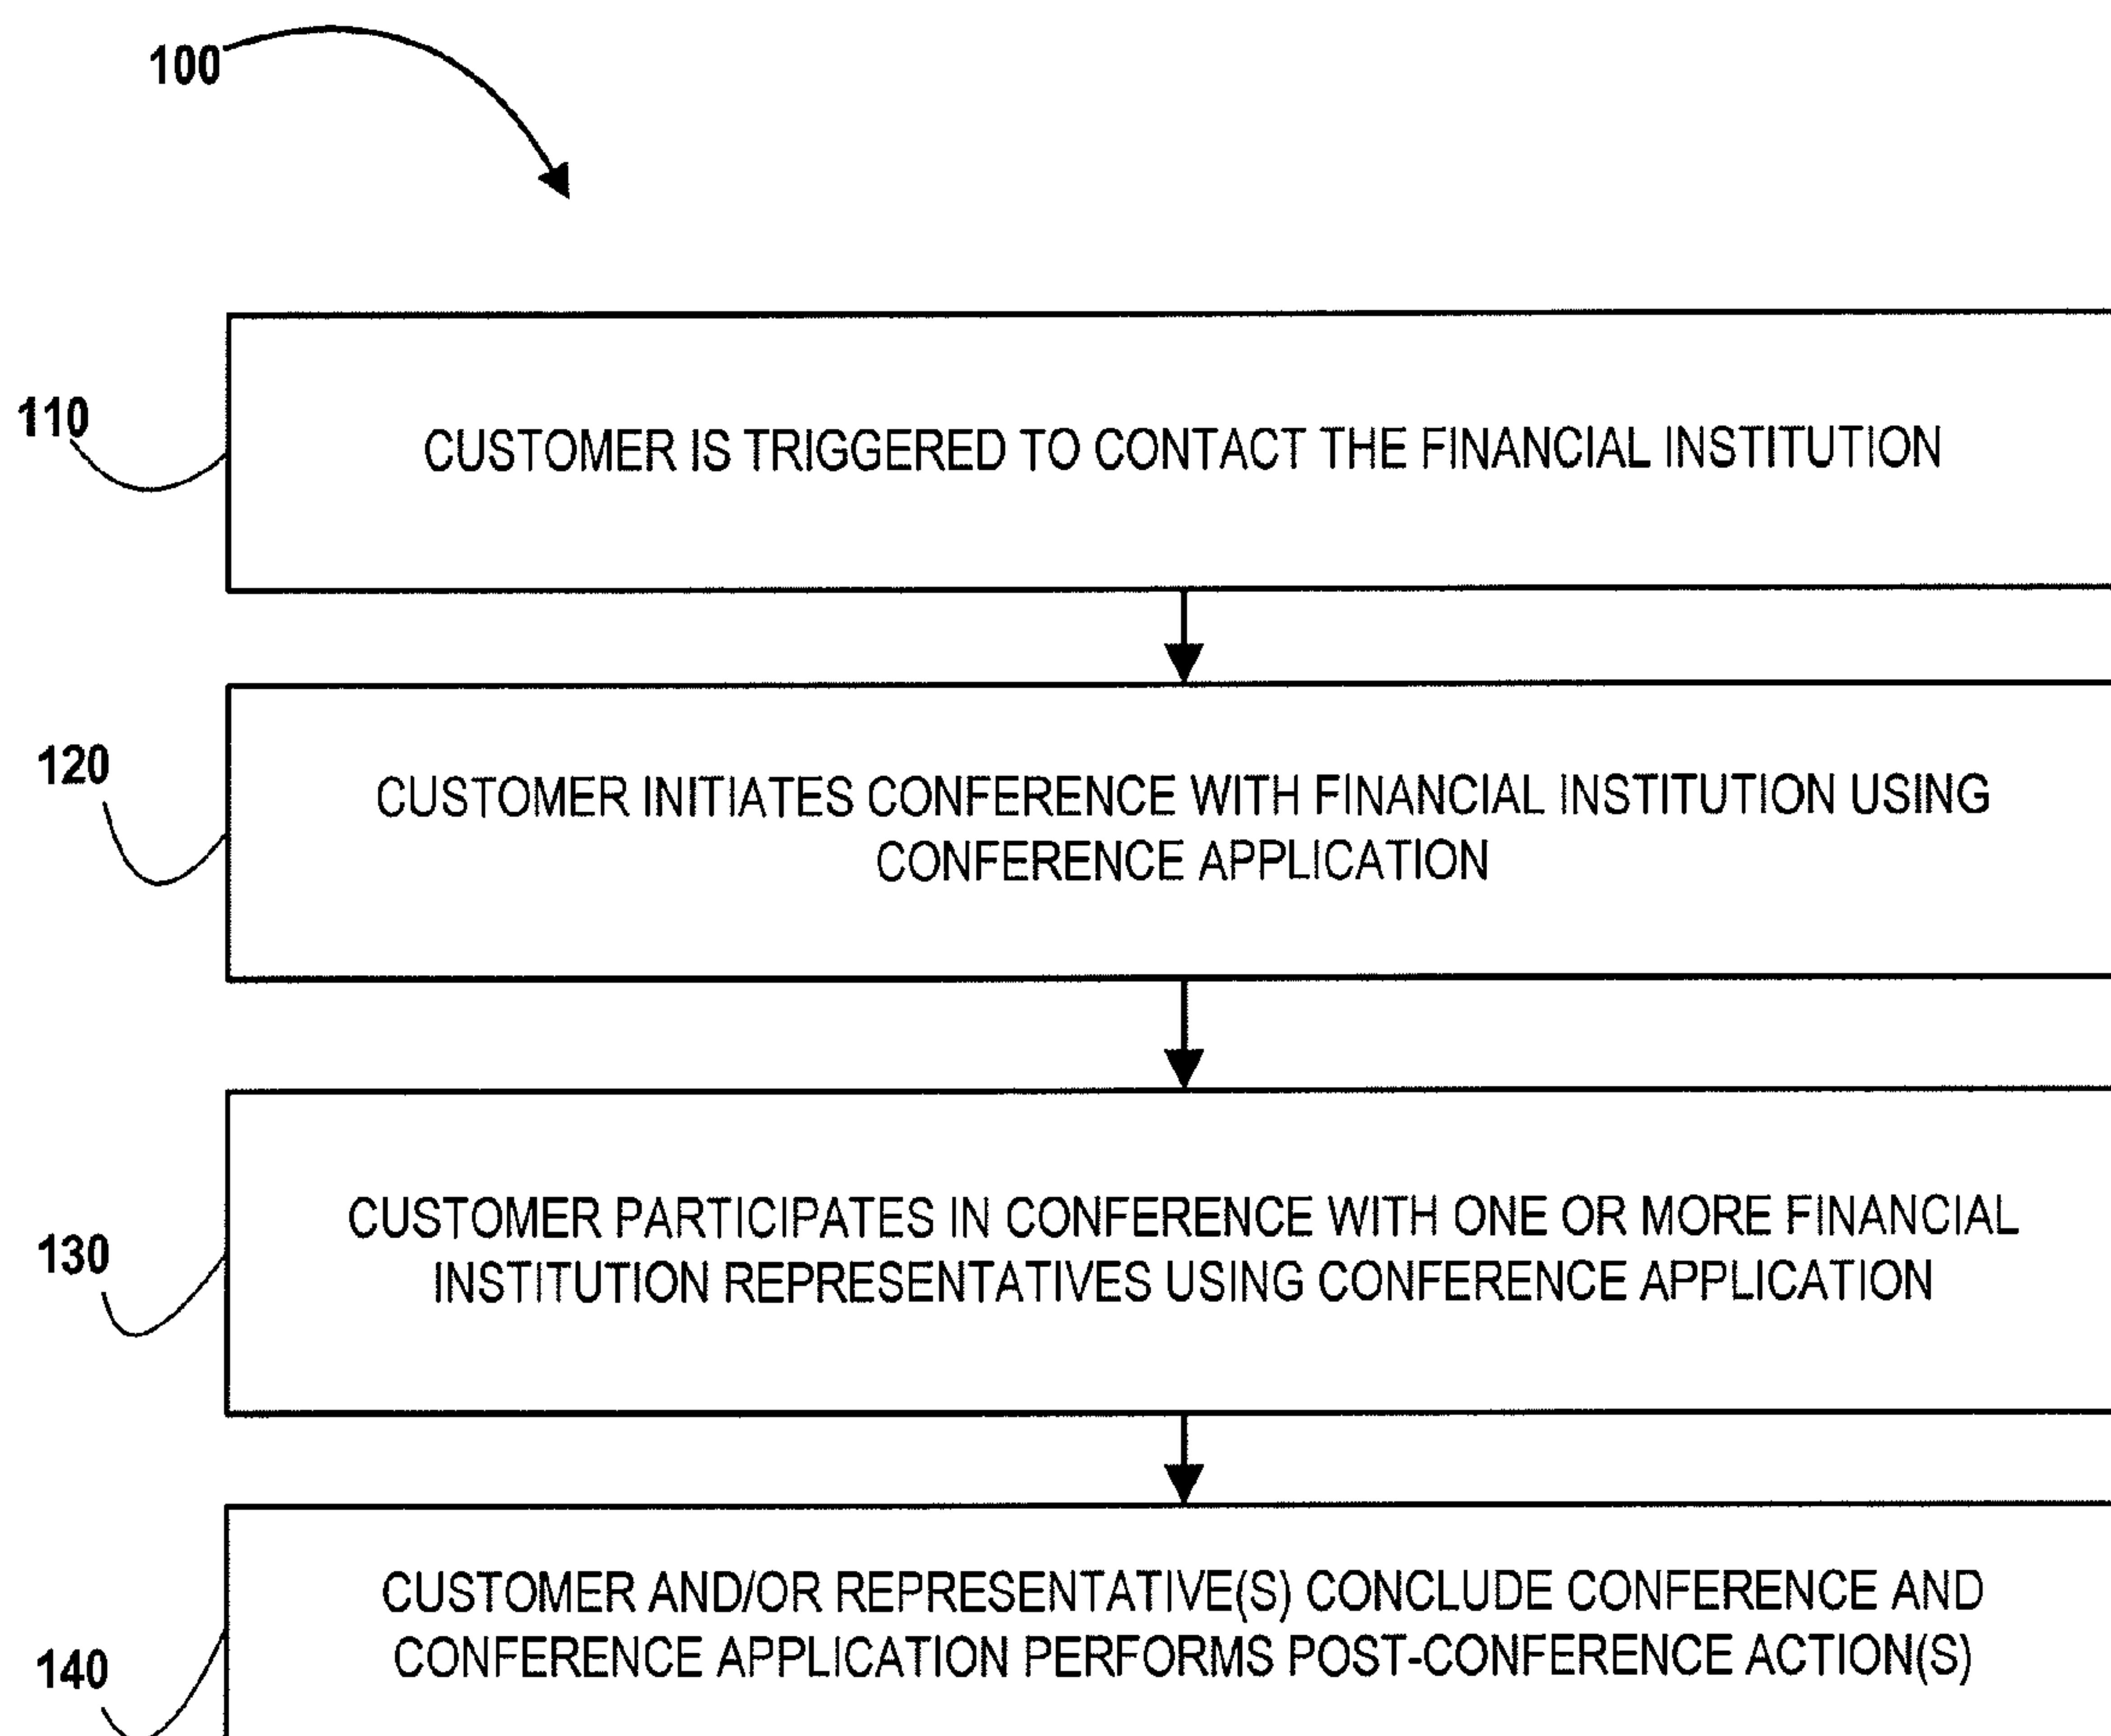 100
110
CUSTOMER IS TRIGGERED TO CONTACT THE FINANCIAL INSTITUTION
120
CUSTOMER INITIATES CONFERENCE WITH FINANCIAL INSTITUTION USING
CONFERENCE APPLICATION
130
CUSTOMER PARTICIPATES IN CONFERENCE WITH ONE OR MORE FINANCIAL
INSTITUTION REPRESENTATIVES USING CONFERENCE APPLICATION
140
CUSTOMER AND/OR REPRESENTATIVE(S) CONCLUDE CONFERENCE AND
CONFERENCE APPLICATION PERFORMS POST-CONFERENCE ACTION(S)